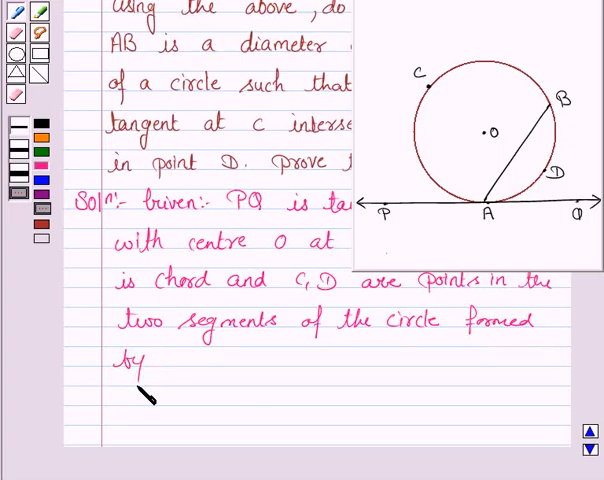 using the above, do
AB is a diameter
of a circle such that
tangent at C interse
in point D. prove
Solⁿ:- Given:- PQ is ta
with centre O at
is chord and C, D are points in the
two segments of the circle formed
by
C
B
O
D
P
A
Q